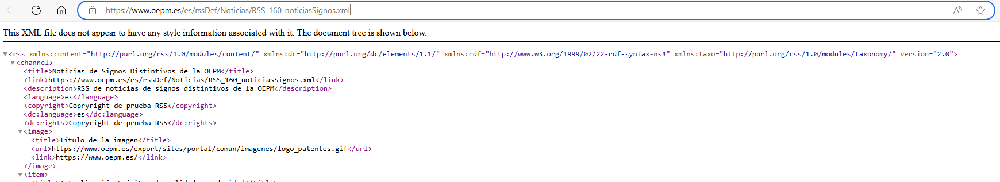 https://www.oepm.es/es/rssDef/Noticias/RSS_160_noticiasSignos.xml
This XML file does not appear to have any style information associated with it. The document tree is shown below.
<rss xmlns:content="http://purl.org/rss/1.0/modules/content/" xmlns:dc="http://purl.org/dc/elements/1.1/" xmlns:rdf="http://www.w3.org/1999/02/22-rdf-syntax-ns#" xmlns:taxo="http://purl.org/rss/1.0/modules/taxonomy/" version="2.0">
<channel>
<title>Noticias de Signos Distintivos de la OEPM</title>
<link>https://www.oepm.es/es/rssDef/Noticias/RSS_160_noticiasSignos.xml</link>
<description>RSS de noticias de signos distintivos de la OEPM</description>
<language>es</language>
<copyright>Copryright de prueba RSS</copyright>
<dc:language>es</dc:language>
<dc:rights>Copryright de prueba RSS</dc:rights>
<image>
<title>Título de la imagen</title>
<url>https://www.oepm.es/export/sites/portal/comun/imagenes/logo_patentes.gif</url>
<link>https://www.oepm.es/</link>
</image>
<item>